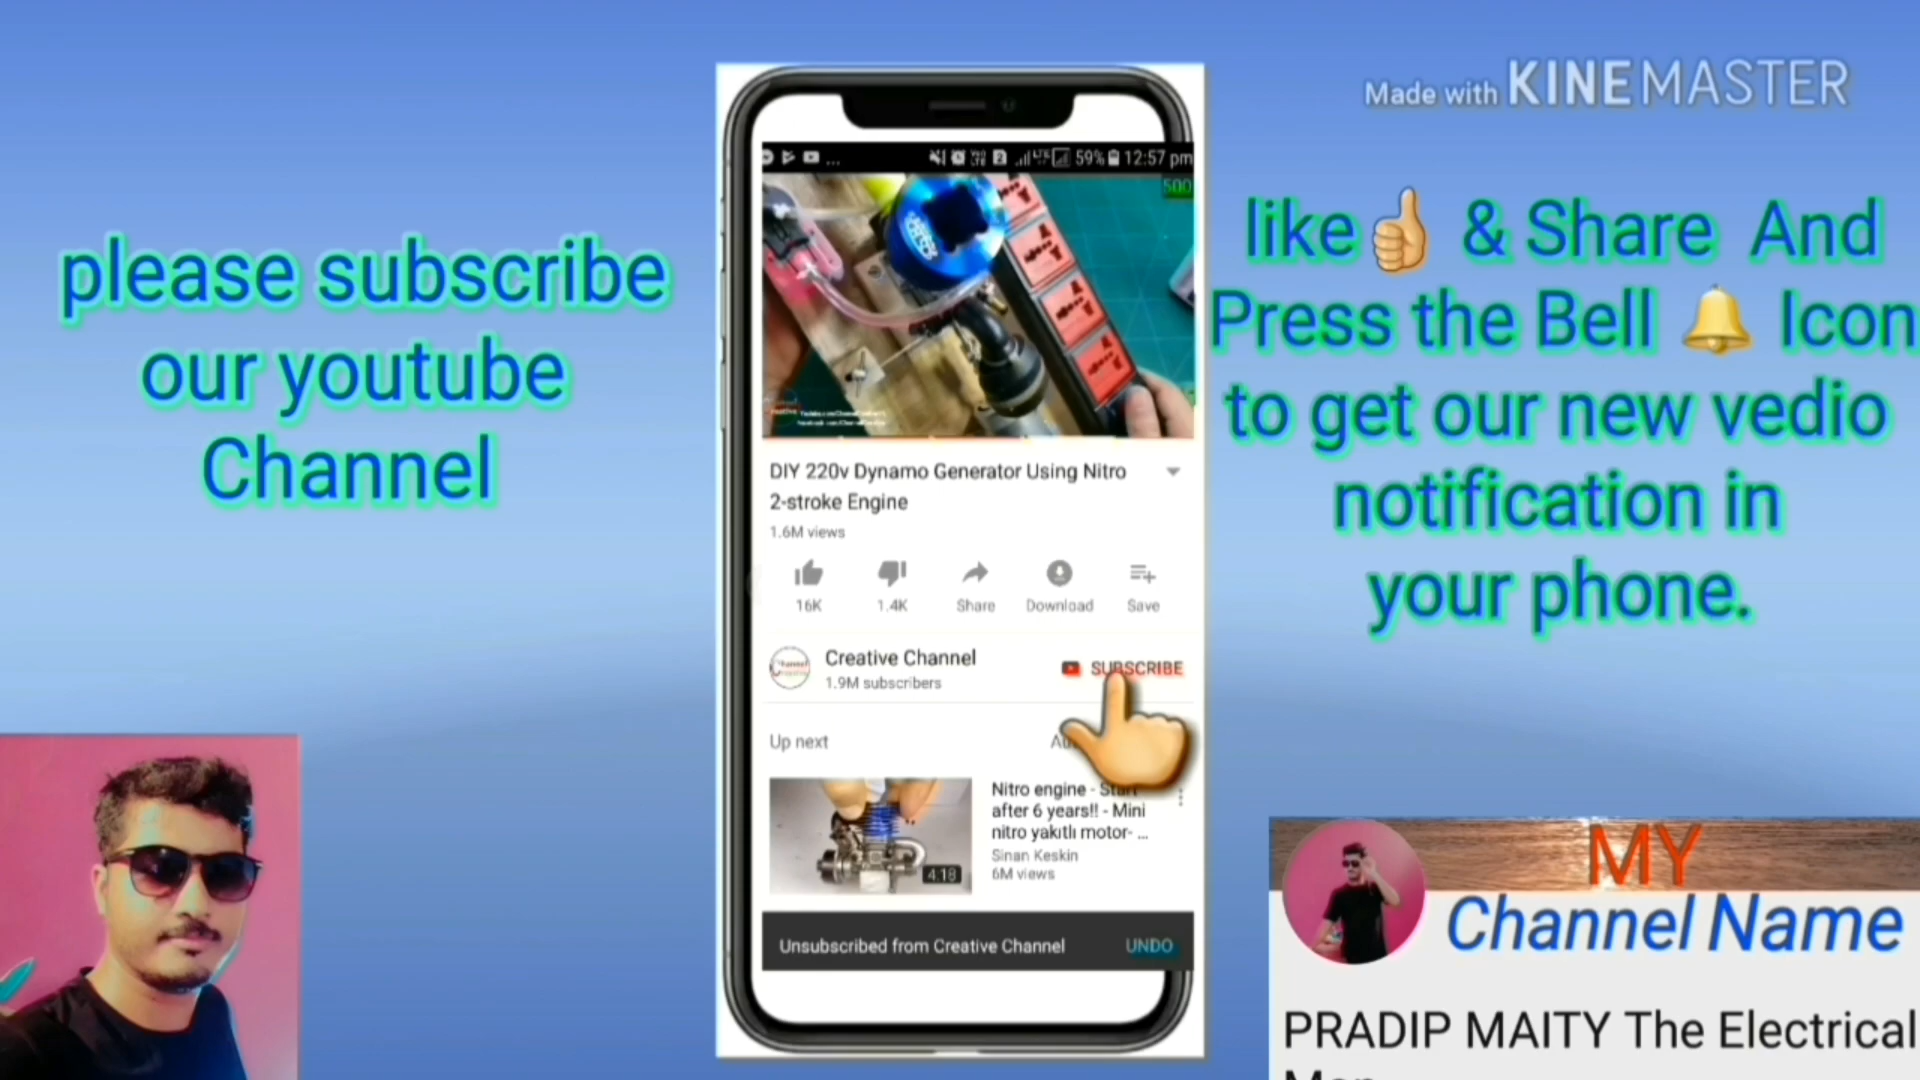 Made with KINEMASTER
please subscribe
our youtube
Channel
like👍 & Share And
Press the Bell 🔔 Icon
to get our new vedio
notification in
your phone.
... 59% 12:57 pm
500
DIY 220v Dynamo Generator Using Nitro
2-stroke Engine
1.6M views
16K 1.4K Share Download Save
Creative Channel
1.9M subscribers
SUBSCRIBE
Up next
Nitro engine - Start
after 6 years!! - Mini
nitro yakıtlı motor- ...
Sinan Keskin
6M views
4:18
Unsubscribed from Creative Channel UNDO
MY
Channel Name
PRADIP MAITY The Electrical